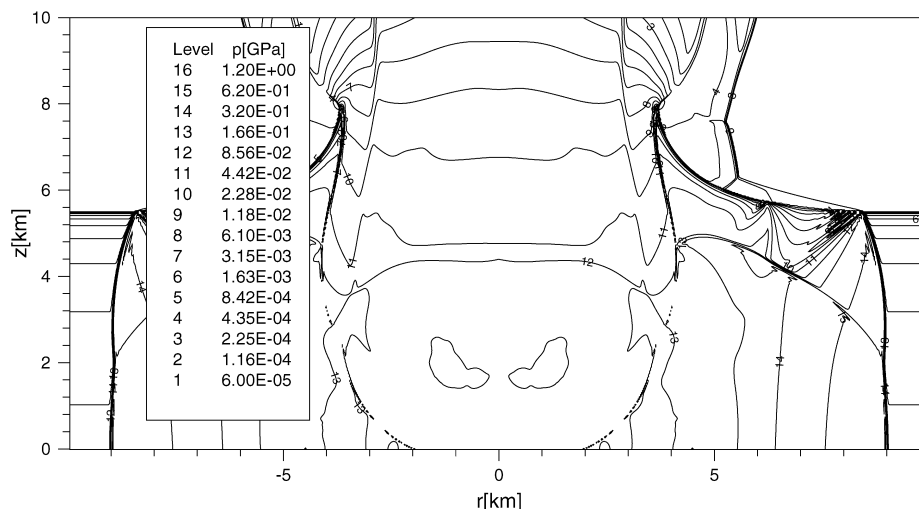 10
8
6
4
2
0
z[km]
Level p[GPa]
16 1.20E+00
15 6.20E-01
14 3.20E-01
13 1.66E-01
12 8.56E-02
11 4.42E-02
10 2.28E-02
9 1.18E-02
8 6.10E-03
7 3.15E-03
6 1.63E-03
5 8.42E-04
4 4.35E-04
3 2.25E-04
2 1.16E-04
1 6.00E-05
12
14
14
-5 0 5
r[km]